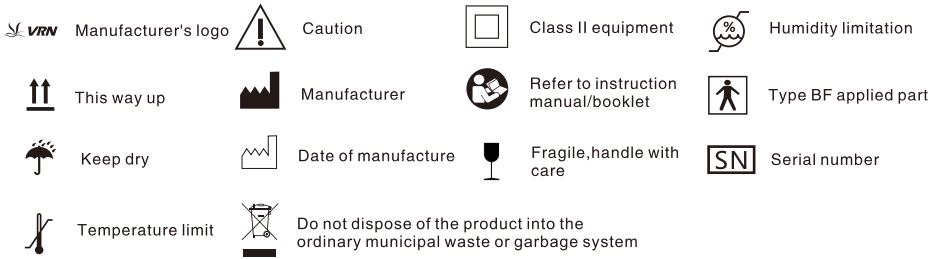 VRN Manufacturer's logo
Caution
Class II equipment
% Humidity limitation
This way up
Manufacturer
Refer to instruction
manual/booklet
Type BF applied part
Keep dry
Date of manufacture
Fragile,handle with
care
SN Serial number
Temperature limit
Do not dispose of the product into the
ordinary municipal waste or garbage system